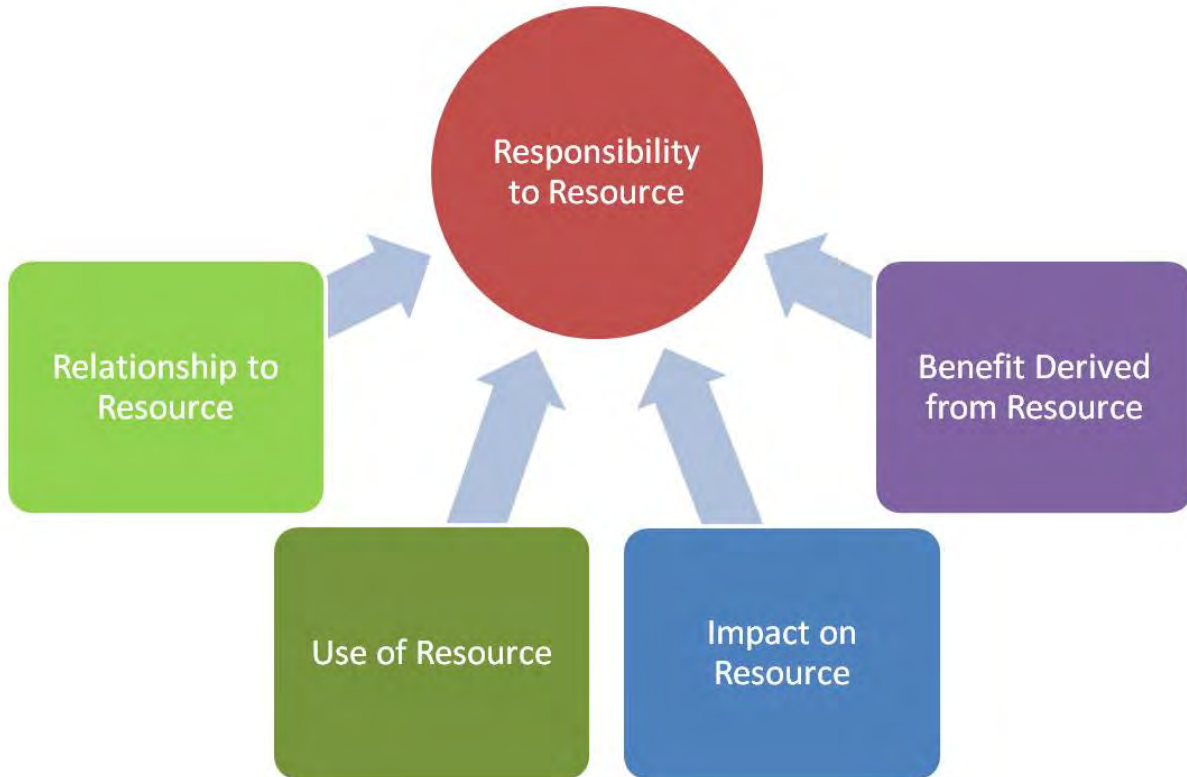 Responsibility
to Resource
Relationship to
Resource
Benefit Derived
from Resource
Use of Resource
Impact on
Resource